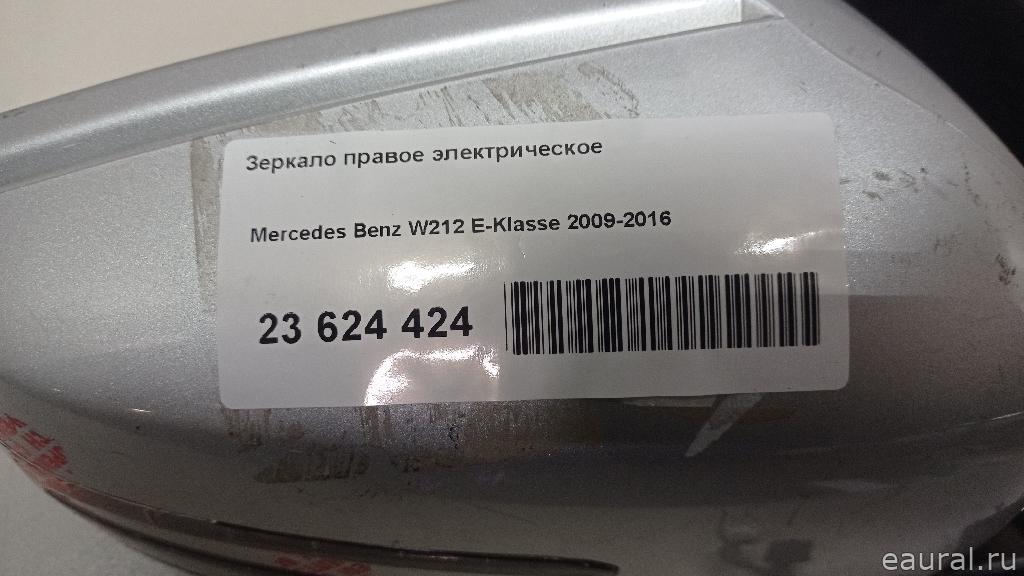 Зеркало правое электрическое
Mercedes Benz W212 E-Klasse 2009-2016
23 624 424
eaural.ru